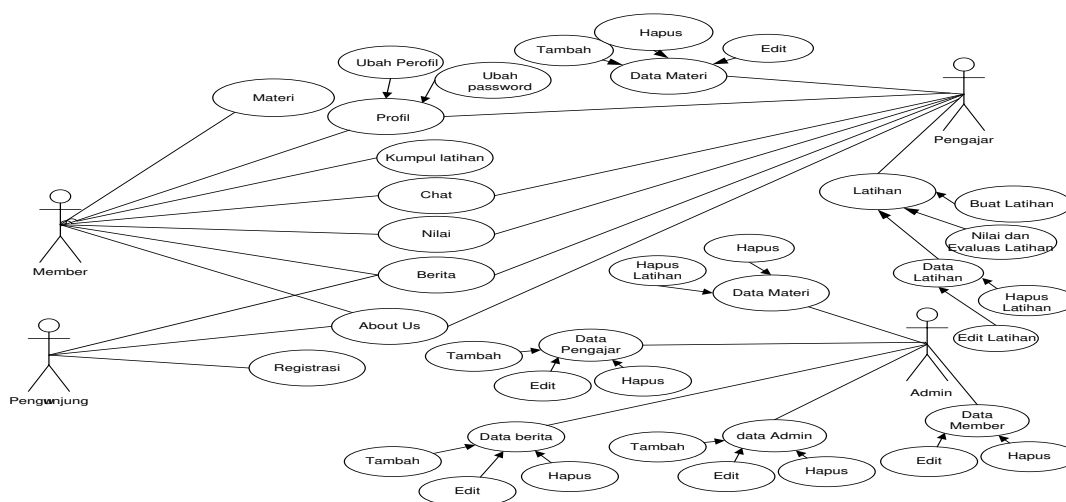 Hapus
Tambah
Edit
Data Materi
Ubah Perofil
Ubah
password
Materi
Profil
Pengajar
Kumpul latihan
Chat
Latihan
Buat Latihan
Nilai
Nilai dan
Evaluas Latihan
Member
Berita
Hapus
Hapus
Latihan
Data Materi
Data
Latihan
Hapus
Latihan
About Us
Edit Latihan
Data
Pengajar
Tambah
Edit
Hapus
Registrasi
Admin
Data
Member
Data berita
data Admin
Tambah
Edit
Hapus
Tambah
Edit
Hapus
Edit
Hapus